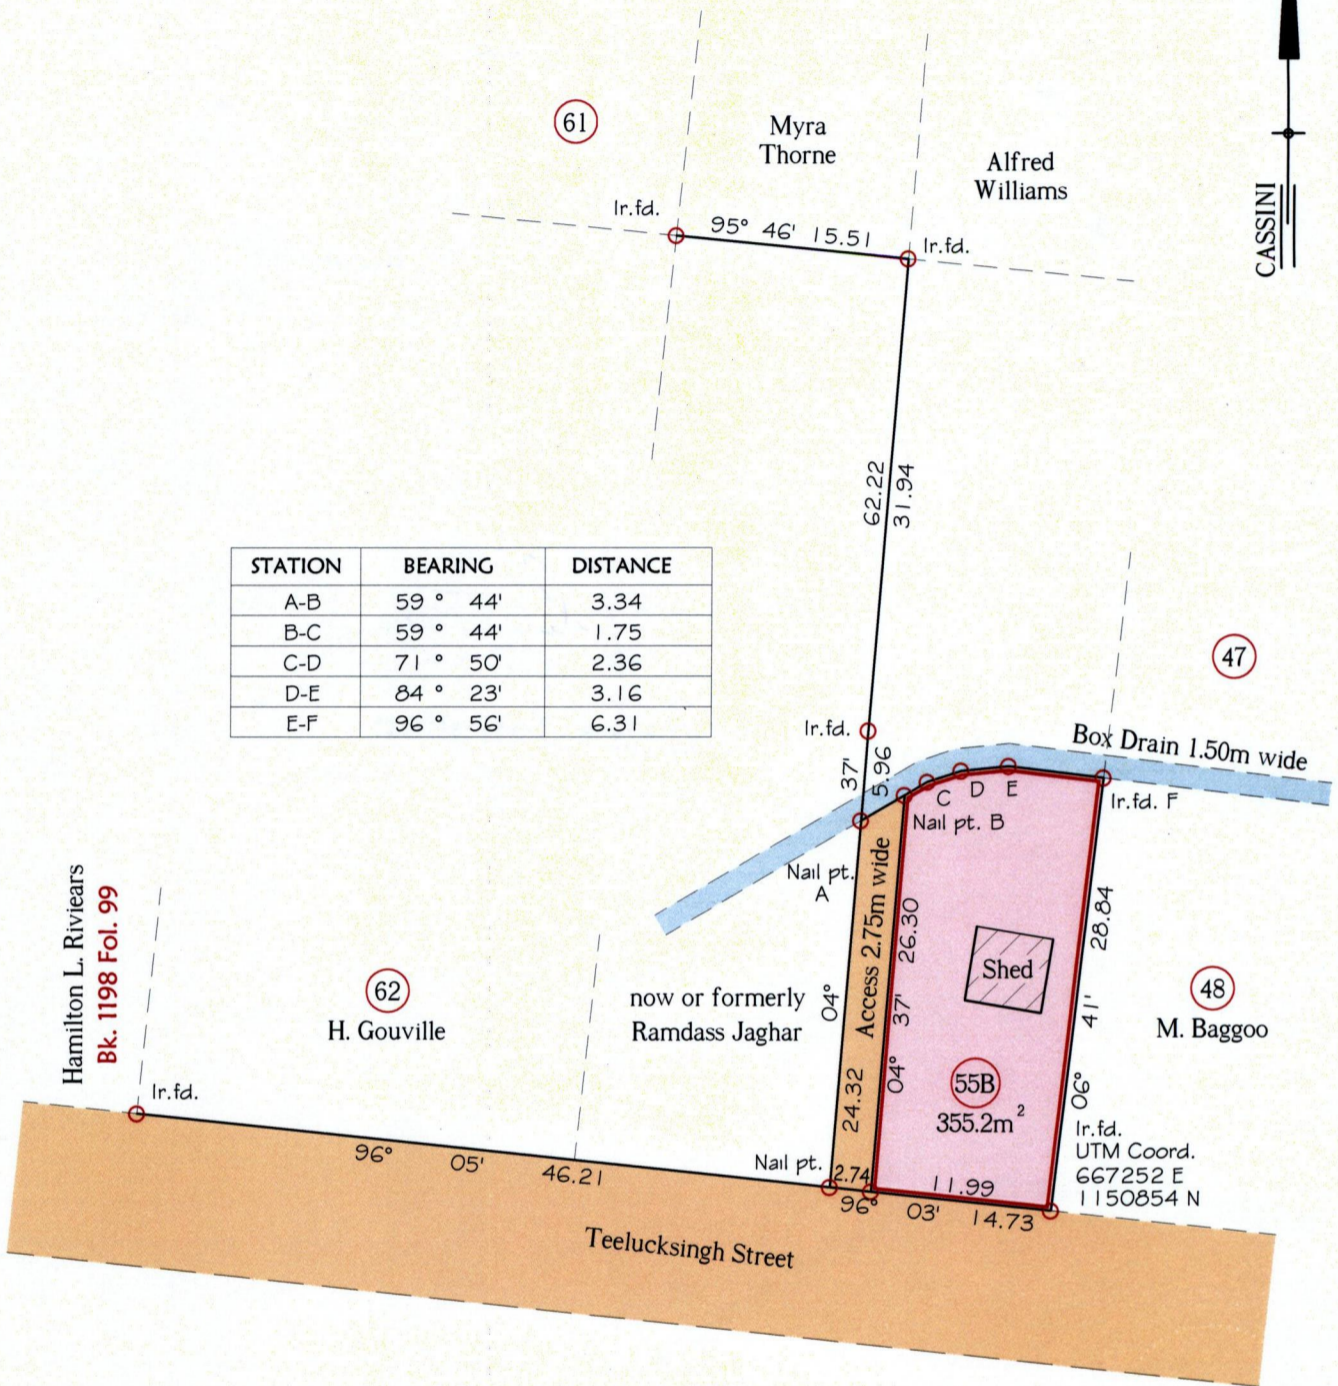 61
Myra
Thorne
Alfred
Williams
CASSINI
Ir.fd.
95° 46' 15.51
Ir.fd.
62.22
31.94
STATION BEARING DISTANCE
A-B 59 ° 44' 3.34
B-C 59 ° 44' 1.75
C-D 71 ° 50' 2.36
D-E 84 ° 23' 3.16
E-F 96 ° 56' 6.31
47
Ir.fd.
Box Drain 1.50m wide
37'
5.96
C D E
Ir.fd. F
Nail pt. B
Nail pt.
A
Access 2.75m wide
04° 37' 26.30
06° 41' 28.84
Shed
Hamilton L. Riviears
Bk. 1198 Fol. 99
62
H. Gouville
now or formerly
Ramdass Jaghar
04°
24.32
48
M. Baggoo
55B
355.2m²
Ir.fd.
Ir.fd.
UTM Coord.
667252 E
1150854 N
96° 05' 46.21
Nail pt.
2.74
11.99
96° 03' 14.73
Teelucksingh Street